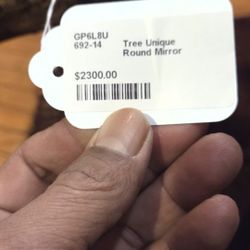 GP6L8U
692-14 Tree Unique
Round Mirror
$2300.00